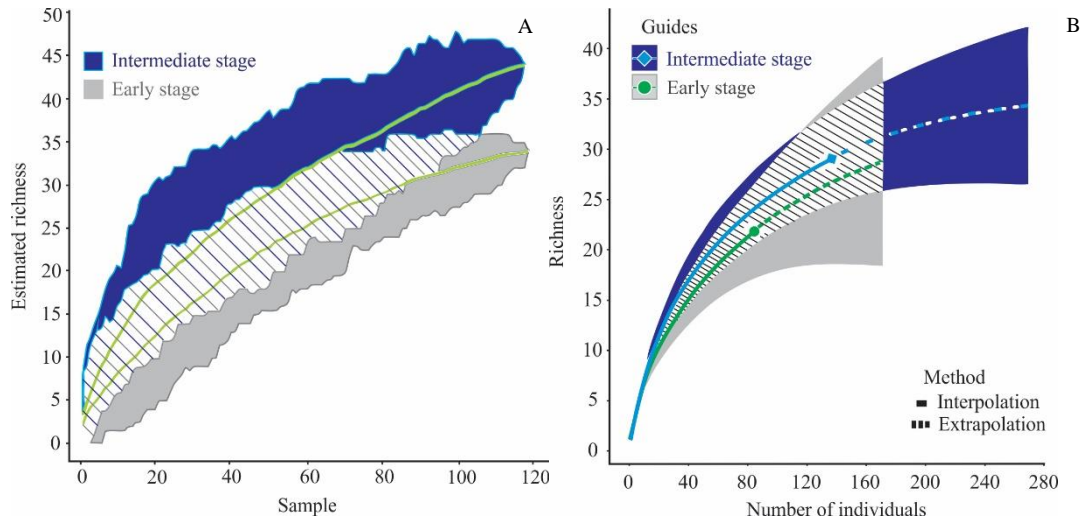 A
Intermediate stage
Early stage
Estimated richness
50
45
40
35
30
25
20
15
10
5
0
0 20 40 60 80 100 120
Sample
B
Guides
Intermediate stage
Early stage
Richness
40
35
30
25
20
15
10
5
0
Method
Interpolation
Extrapolation
0 40 80 120 160 200 240 280
Number of individuals